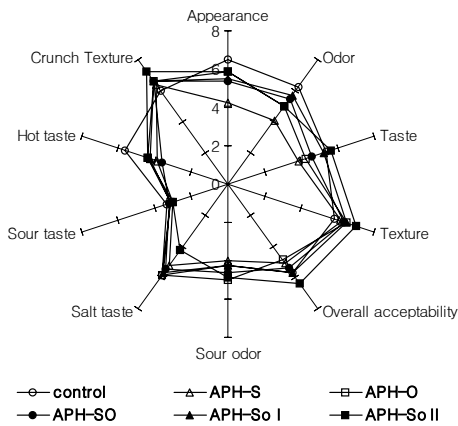 Appearance
8
Crunch Texture
6
Odor
4
Hot taste
Taste
2
0
Sour taste
Texture
Salt taste
Overall acceptability
Sour odor
control
APH-S
APH-O
APH-SO
APH-So I
APH-So II